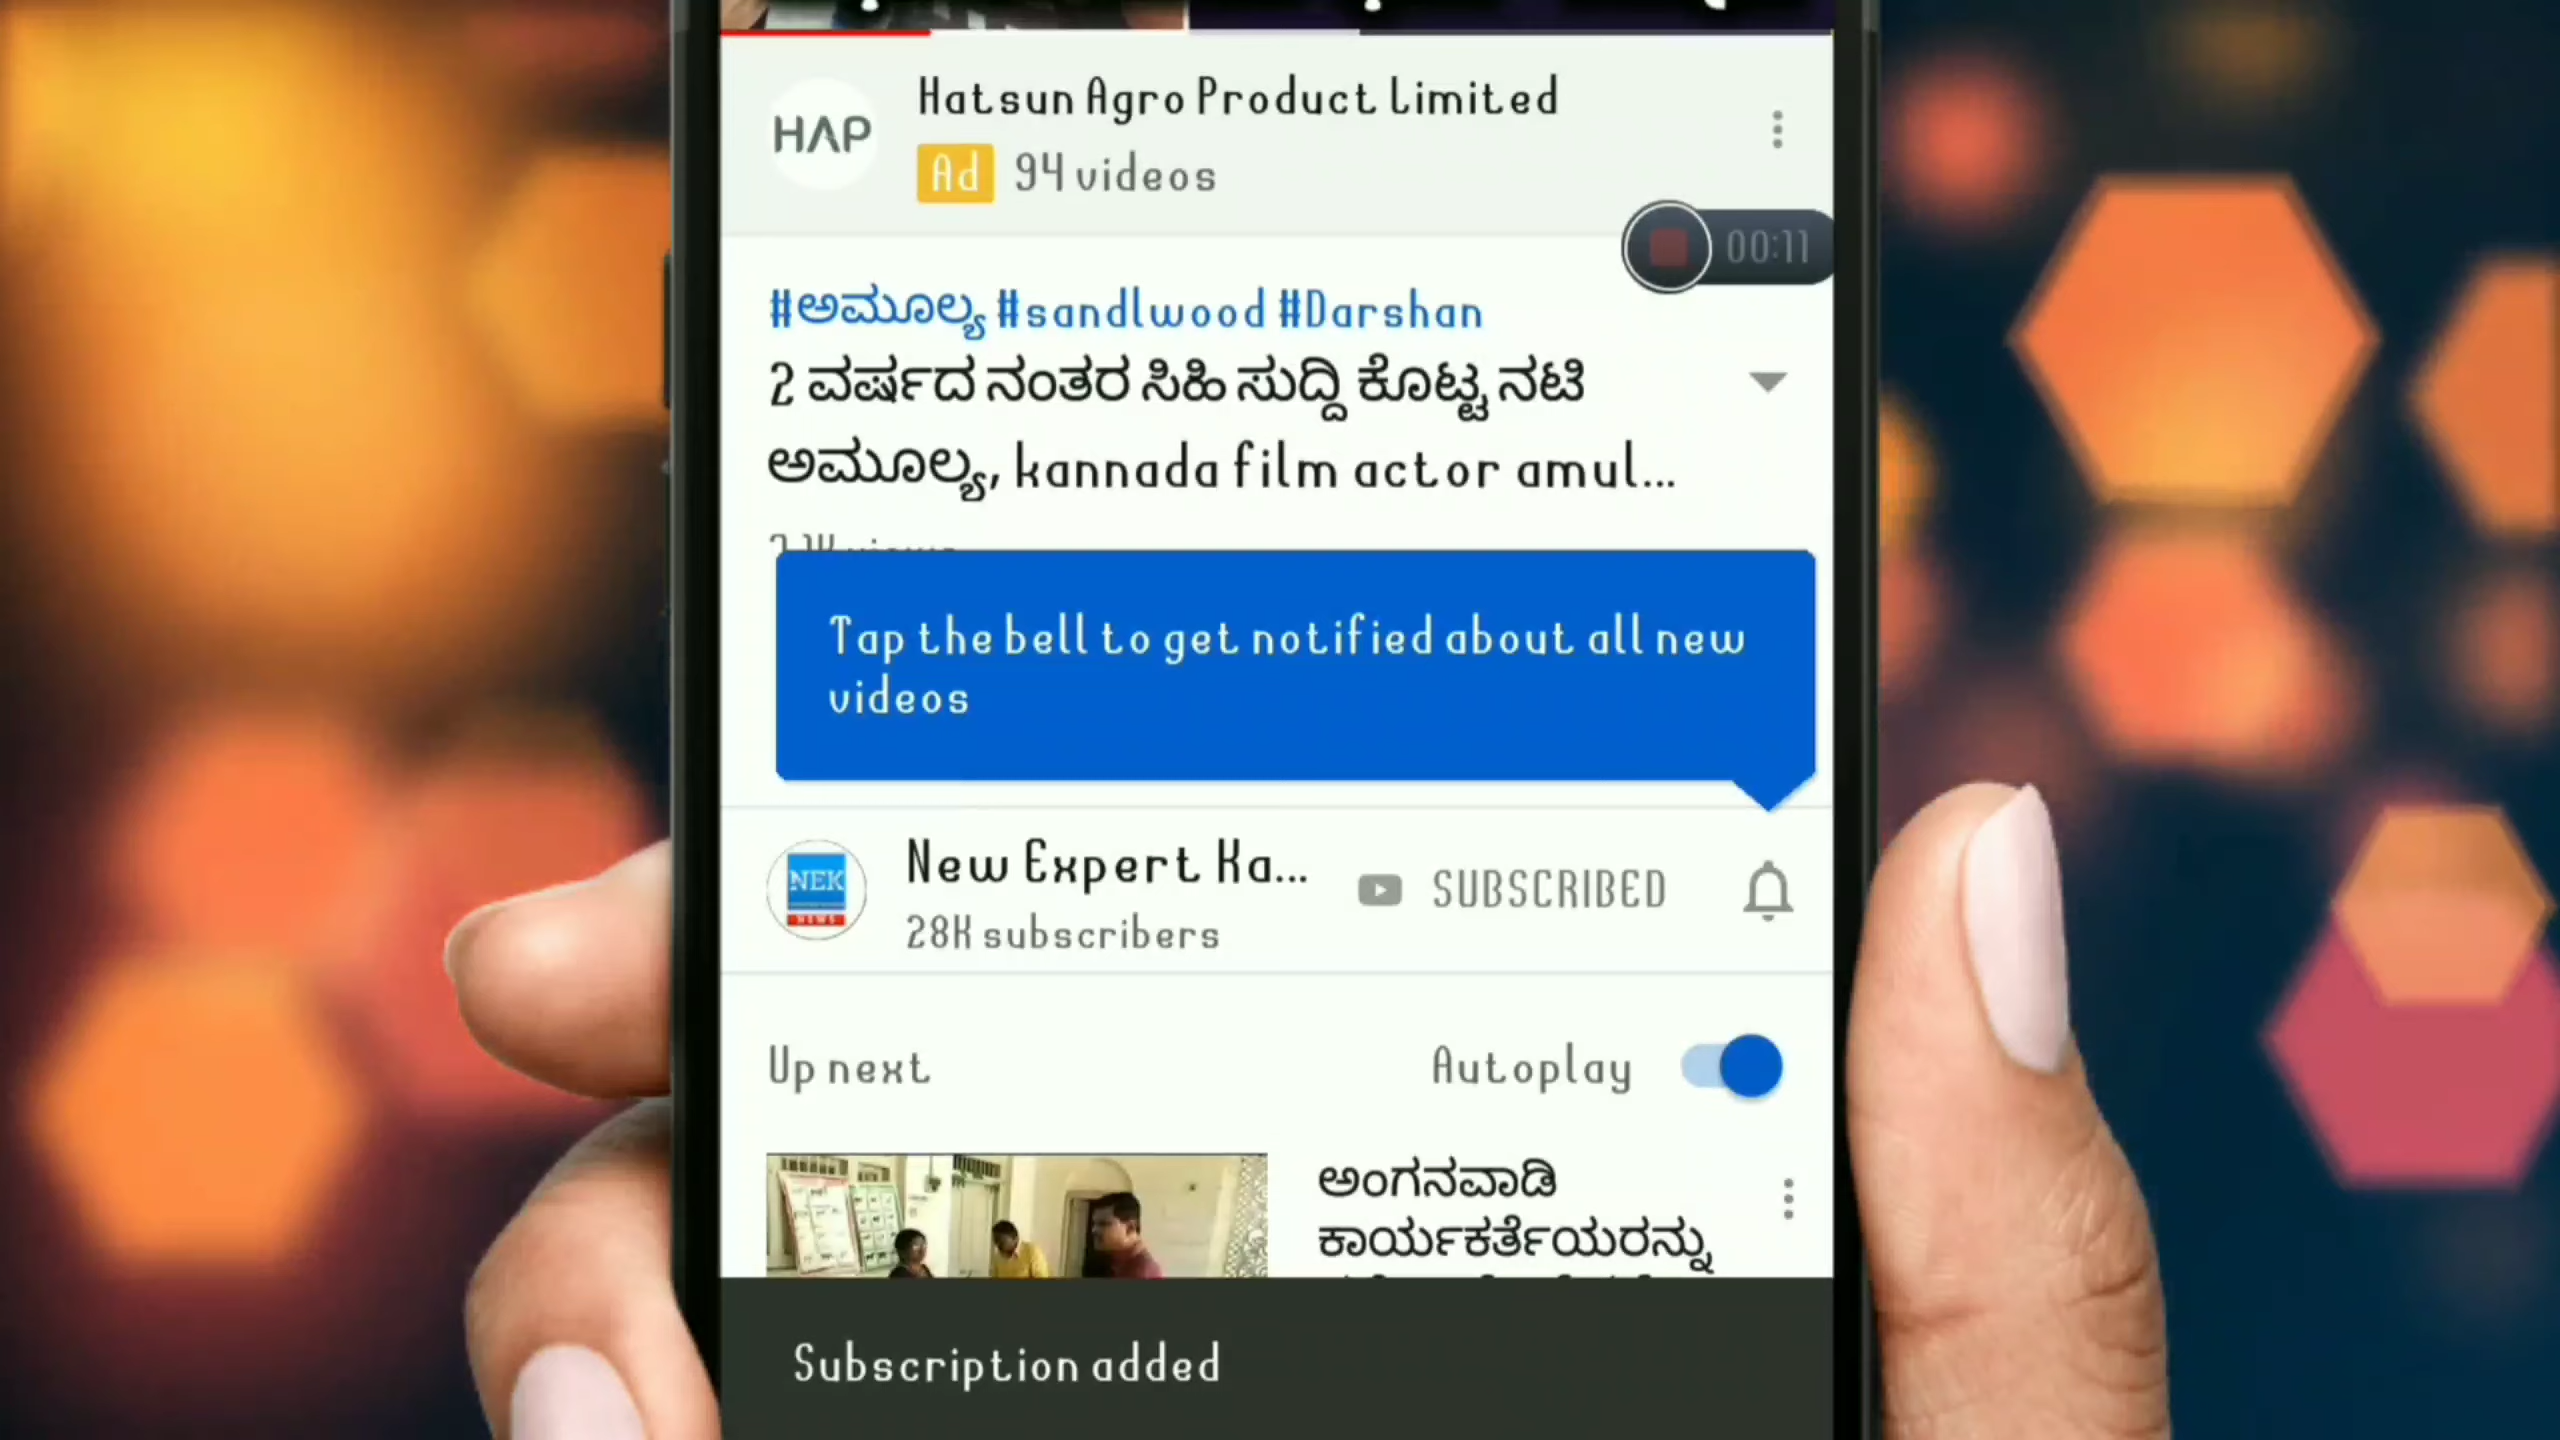 Hatsun Agro Product Limited
HAP
Ad 94 videos
00:11
#ಅಮೂಲ್ಯ #sandlwood #Darshan
2 ವರ್ಷದ ನಂತರ ಸಿಹಿ ಸುದ್ದಿ ಕೊಟ್ಟ ನಟಿ
ಅಮೂಲ್ಯ, kannada film actor amul...
Tap the bell to get notified about all new
videos
NEK
NEWS
New Expert Ka...
SUBSCRIBED
28K subscribers
Up next
Autoplay
ಅಂಗನವಾಡಿ
ಕಾರ್ಯಕರ್ತೆಯರನ್ನು
Subscription added